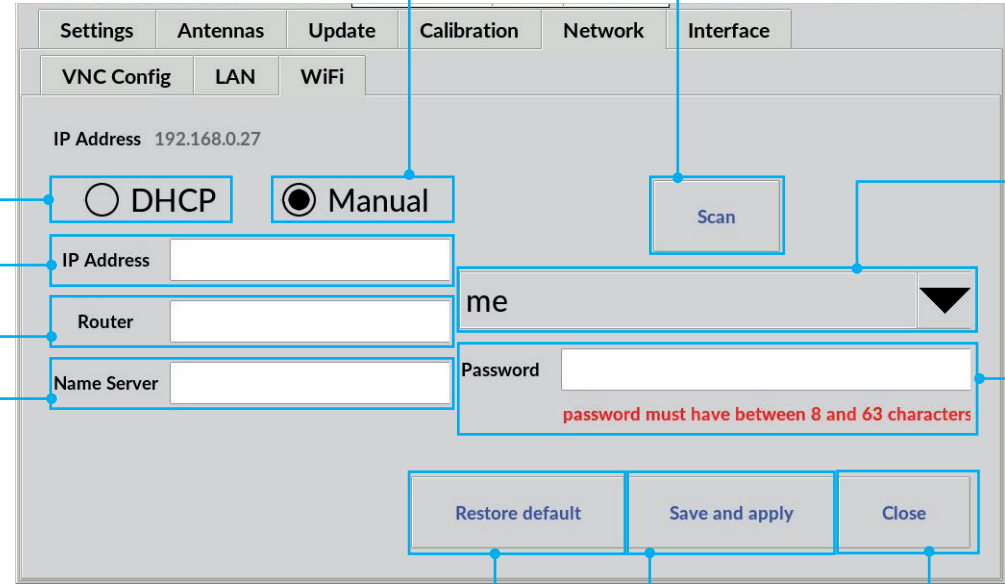 Settings Antennas Update Calibration Network Interface
VNC Config LAN WiFi
IP Address 192.168.0.27
DHCP Manual
Scan
IP Address
me
Router
Password
Name Server
password must have between 8 and 63 characters
Restore default Save and apply Close